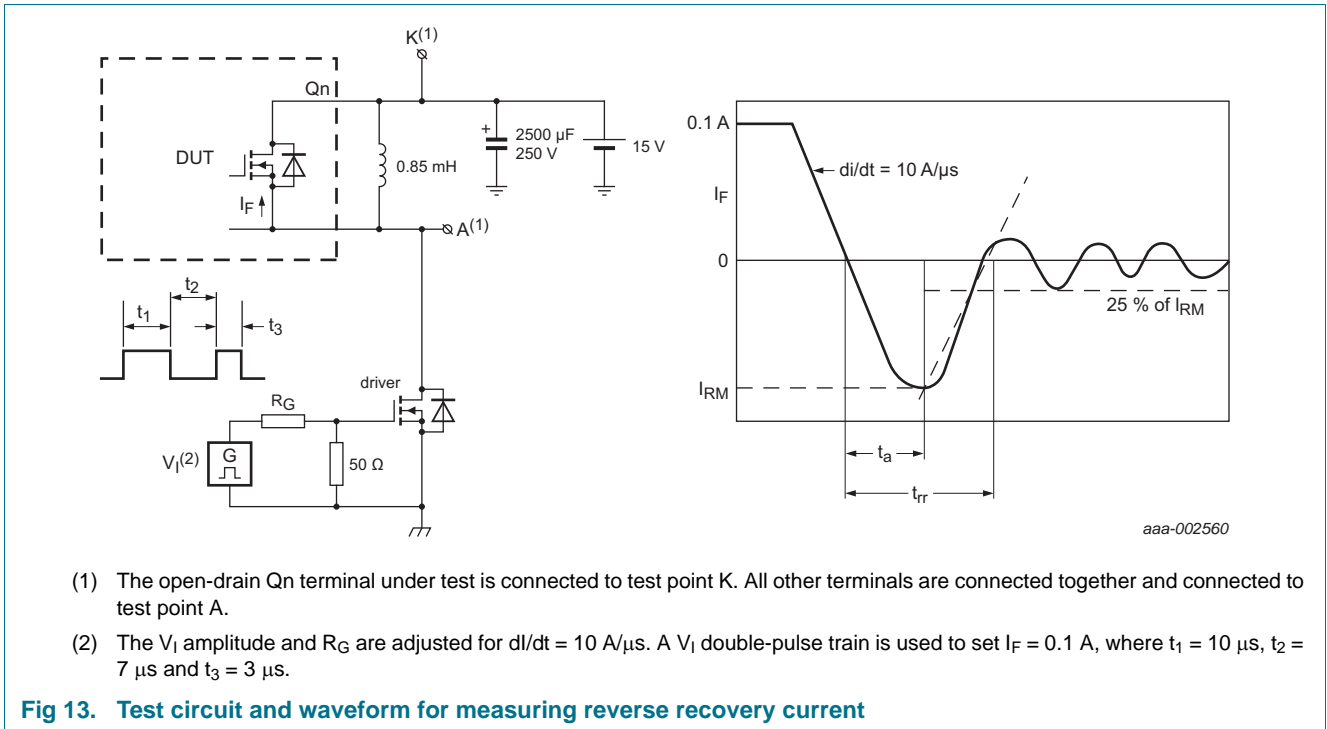 K(1)
Qn
DUT
IF
0.85 mH
+
2500 µF
250 V
15 V
A(1)
t1
t2
t3
driver
RG
VI(2)
G
50 Ω
0.1 A
di/dt = 10 A/µs
IF
0
25 % of IRM
IRM
ta
trr
aaa-002560
(1) The open-drain Qn terminal under test is connected to test point K. All other terminals are connected together and connected to
test point A.
(2) The VI amplitude and RG are adjusted for dI/dt = 10 A/µs. A VI double-pulse train is used to set IF = 0.1 A, where t1 = 10 µs, t2 =
7 µs and t3 = 3 µs.
Fig 13. Test circuit and waveform for measuring reverse recovery current